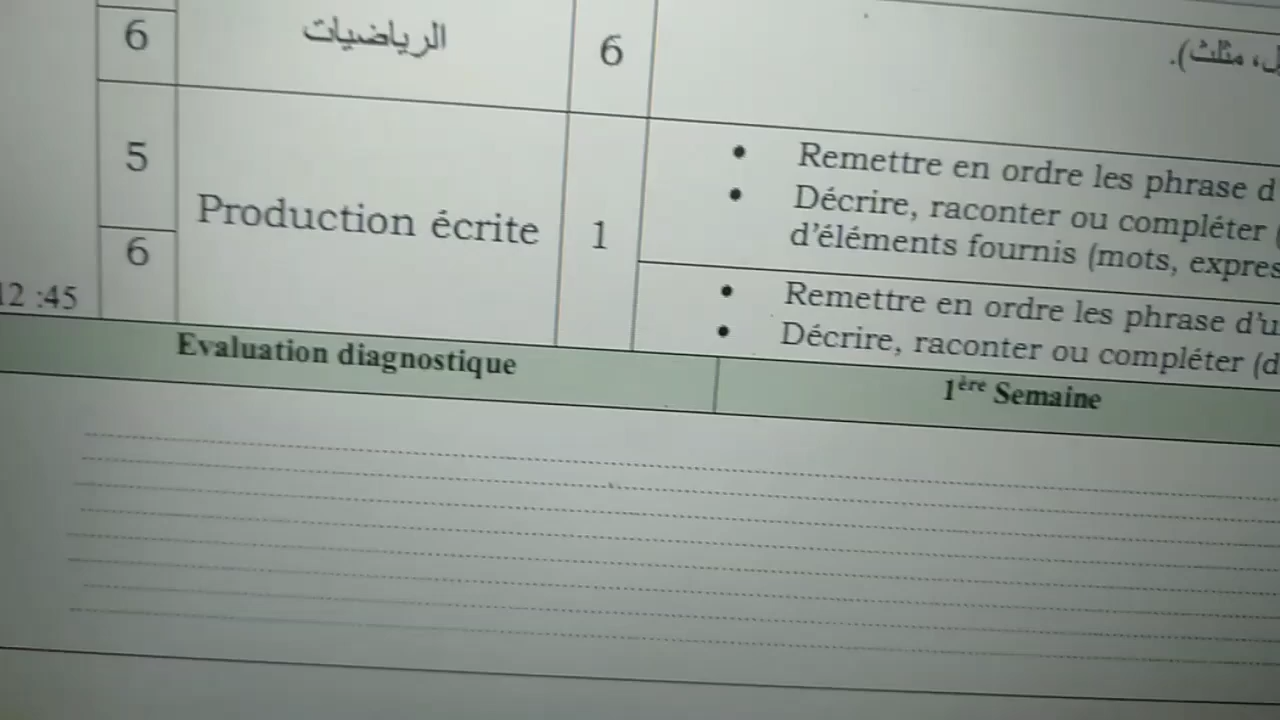 6 الرياضيات 6 مثلث).
5
Production écrite 1
6
12 :45
• Remettre en ordre les phrase
• Décrire, raconter ou compléter
d'éléments fournis (mots,
• Remettre en ordre les phrase d'u
• Décrire, raconter ou compléter (d
Evaluation diagnostique 1ère Semaine